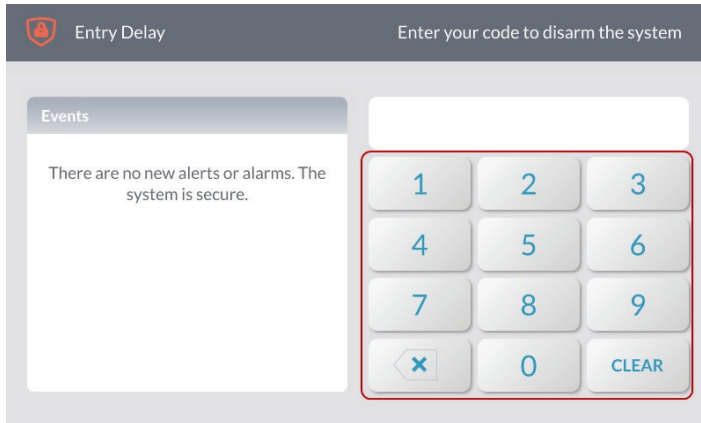 Entry Delay
Enter your code to disarm the system
Events
There are no new alerts or alarms. The
system is secure.
1 2 3
4 5 6
7 8 9
0 CLEAR